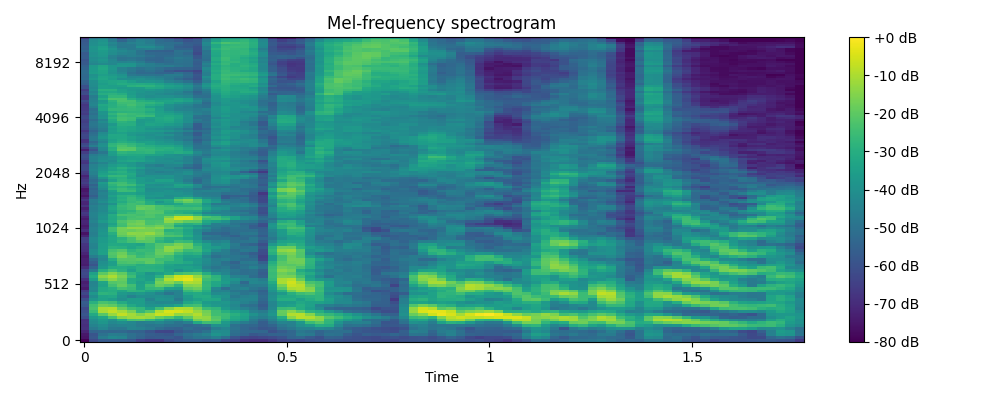 Mel-frequency spectrogram
+0 dB
8192
-10 dB
-20 dB
4096
-30 dB
Hz
2048
-40 dB
1024
-50 dB
-60 dB
512
-70 dB
0
-80 dB
0
0.5
1
1.5
Time